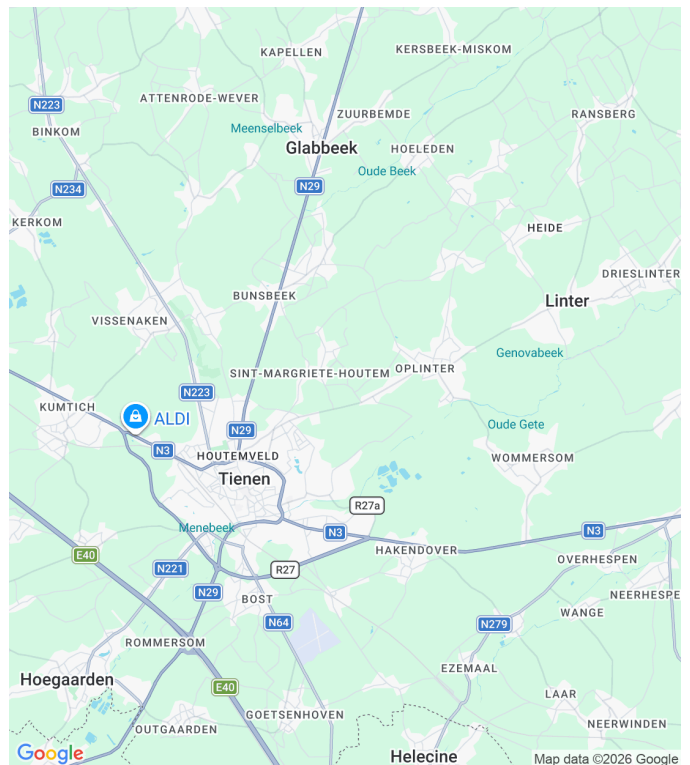 KAPELLEN
KERSBEEK-MISKOM
ATTENRODE-WEVER
N223
ZUURBEMDE
RANSBERG
BINKOM
Meenselbeek
Glabbeek
HOELEDEN
Oude Beek
N234
N29
KERKOM
HEIDE
DRIESLINTER
BUNSBEEK
Linter
VISSENAKEN
Genovabeek
SINT-MARGRIETE-HOUTEM
OPLINTER
N223
KUMTICH
ALDI
Oude Gete
N29
N3
HOUTEMVELD
WOMMERSOM
Tienen
R27a
Menebeek
N3
N3
HAKENDOVER
E40
OVERHESPEN
N221
R27
N29
BOST
NEERHESPE
WANGE
N64
N279
ROMMERSOM
EZEMAAL
Hoegaarden
E40
LAAR
GOETSENHOVEN
NEERWINDEN
OUTGAARDEN
Google
Helecine
Map data ©2026 Google